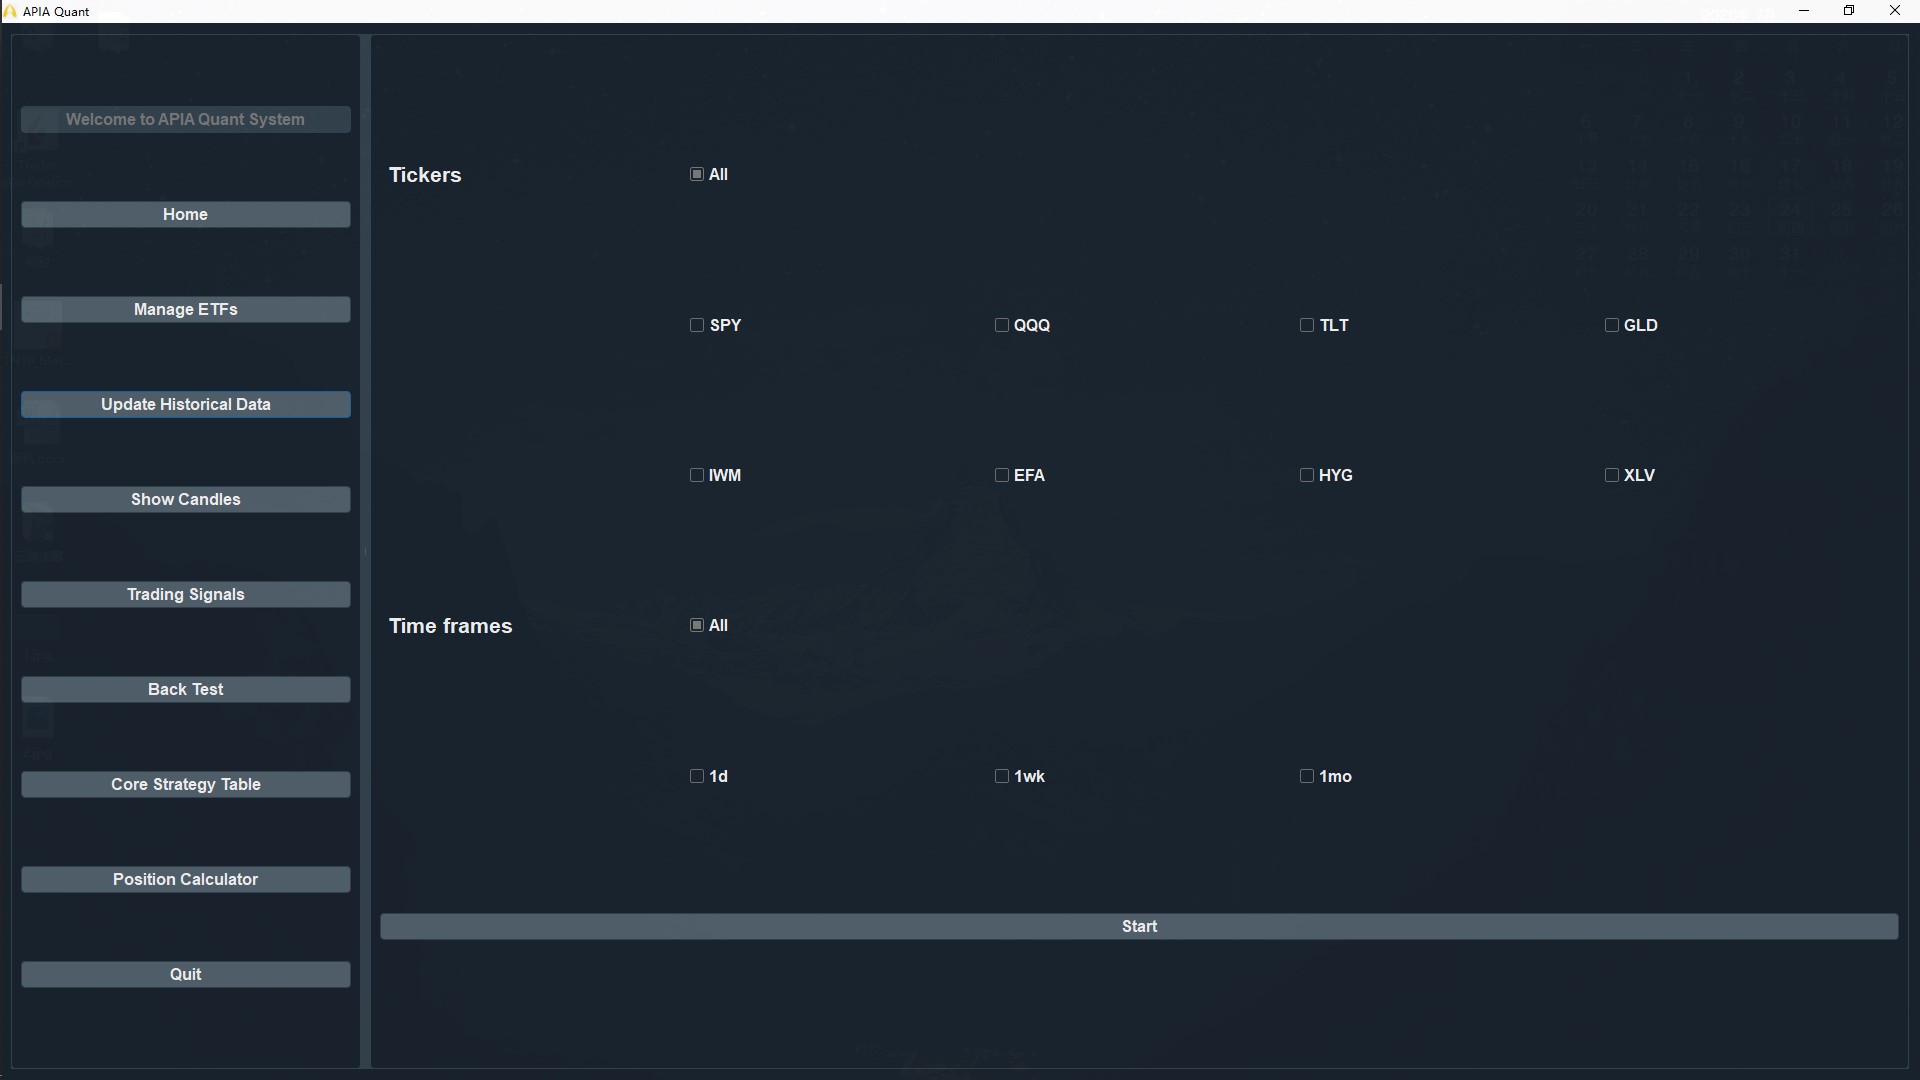 APIA Quant
Welcome to APIA Quant System
Home
Manage ETFs
Update Historical Data
Show Candles
Trading Signals
Back Test
Core Strategy Table
Position Calculator
Quit
Tickers
All
SPY QQQ TLT GLD
IWM EFA HYG XLV
Time frames
All
1d 1wk 1mo
Start